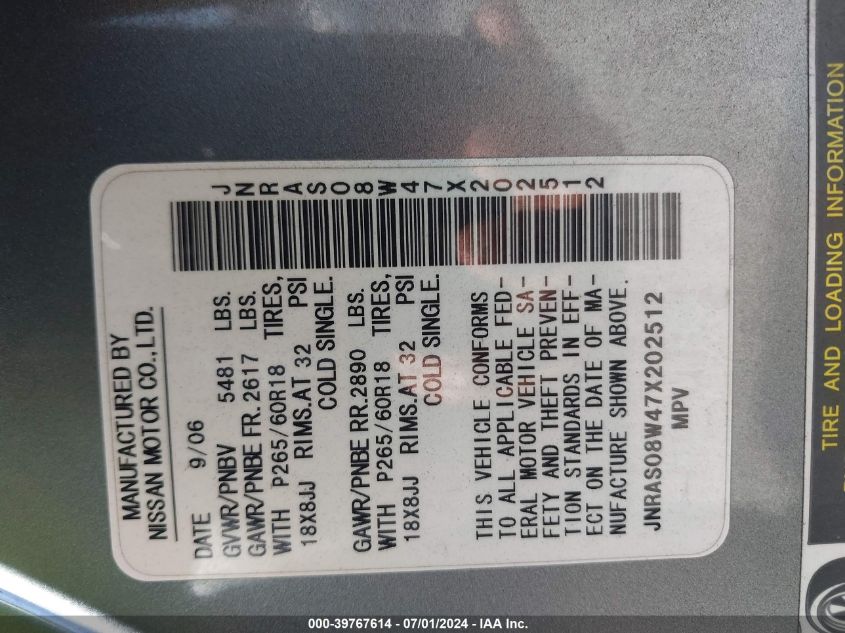 MANUFACTURED BY
NISSAN MOTOR CO., LTD.
DATE 9/06
GVWR/PNBV 5481 LBS.
GAWR/PNBE FR. 2617 LBS.
WITH P265/60R18 TIRES,
18X8JJ RIMS.AT 32 PSI
COLD SINGLE.
GAWR/PNBE RR.2890 LBS.
WITH P265/60R18 TIRES,
18X8JJ RIMS.AT 32 PSI
COLD SINGLE.
THIS VEHICLE CONFORMS
TO ALL APPLICABLE FED-
ERAL MOTOR VEHICLE SA-
FETY AND THEFT PREVEN-
TION STANDARDS IN EFF-
ECT ON THE DATE OF MA-
NUFACTURE SHOWN ABOVE.
JNRAS08W47X202512
MPV
JNRAS08W47X202512
TIRE AND LOADING INFORMATION
000-39767614 - 07/01/2024 - IAA Inc.